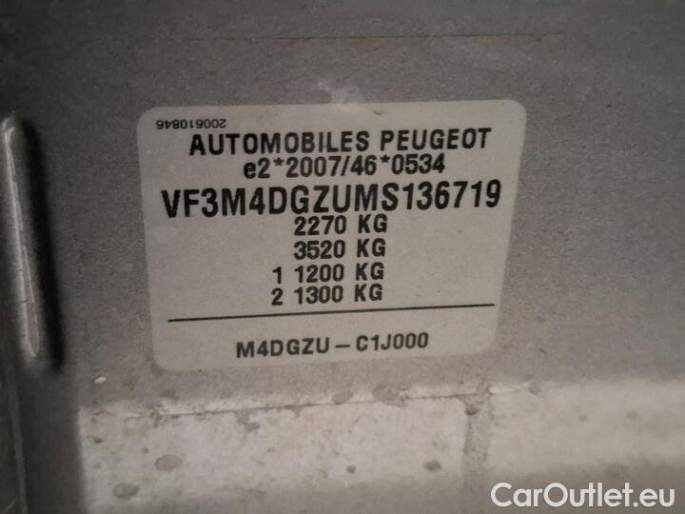 200610846
AUTOMOBILES PEUGEOT
e2*2007/46*0534
VF3M4DGZUMS136719
2270 KG
3520 KG
1 1200 KG
2 1300 KG
M4DGZU – C1J000
CarOutlet.eu